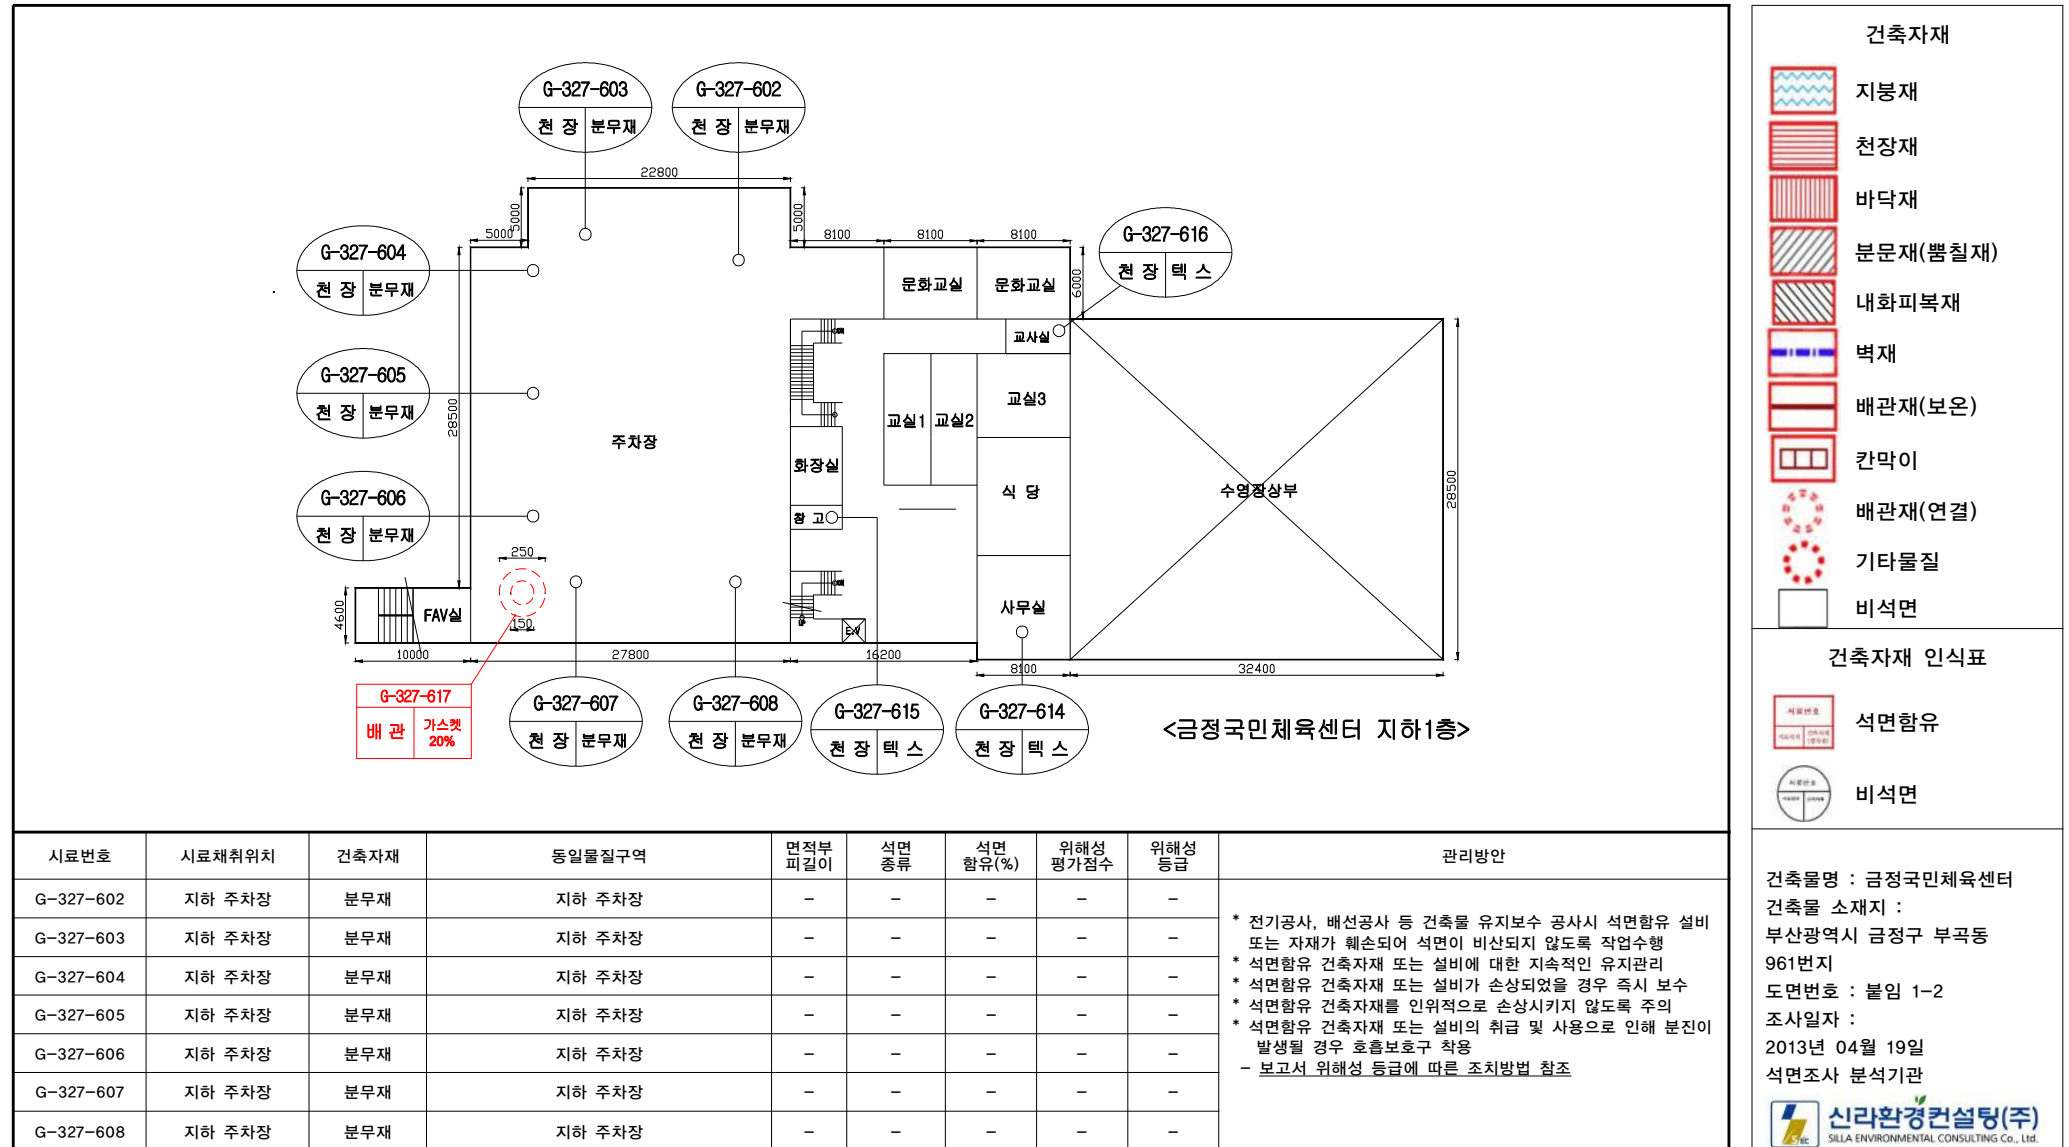 G-327-603
천 장 분무재
G-327-602
천 장 분무재
22800
5000
5000
5000
8100
8100
8100
G-327-604
천 장 분무재
G-327-616
천 장 텍 스
6000
문화교실
문화교실
교사실
G-327-605
천 장 분무재
28500
주차장
교실1
교실2
교실3
화장실
식 당
수영장상부
28500
G-327-606
천 장 분무재
창 고
250
150
4600
FAV실
사무실
UP
E.V
10000
27800
16200
8100
32400
G-327-617
배 관
가스켓
20%
G-327-607
천 장 분무재
G-327-608
천 장 분무재
G-327-615
천 장 텍 스
G-327-614
천 장 텍 스
<금정국민체육센터 지하1층>
시료번호 시료채취위치 건축자재 동일물질구역 면적부피길이 석면종류 석면함유(%) 위해성평가점수 위해성등급 관리방안
G-327-602 지하 주차장 분무재 지하 주차장 - - - - -
G-327-603 지하 주차장 분무재 지하 주차장 - - - - -
G-327-604 지하 주차장 분무재 지하 주차장 - - - - -
G-327-605 지하 주차장 분무재 지하 주차장 - - - - -
G-327-606 지하 주차장 분무재 지하 주차장 - - - - -
G-327-607 지하 주차장 분무재 지하 주차장 - - - - -
G-327-608 지하 주차장 분무재 지하 주차장 - - - - -
* 전기공사, 배선공사 등 건축물 유지보수 공사시 석면함유 설비
또는 자재가 훼손되어 석면이 비산되지 않도록 작업수행
* 석면함유 건축자재 또는 설비에 대한 지속적인 유지관리
* 석면함유 건축자재 또는 설비가 손상되었을 경우 즉시 보수
* 석면함유 건축자재를 인위적으로 손상시키지 않도록 주의
* 석면함유 건축자재 또는 설비의 취급 및 사용으로 인해 분진이
발생될 경우 호흡보호구 착용
- 보고서 위해성 등급에 따른 조치방법 참조
건축자재
지붕재
천장재
바닥재
분문재(뿜칠재)
내화피복재
벽재
배관재(보온)
칸막이
배관재(연결)
기타물질
비석면
건축자재 인식표
시료번호
석면함유
비석면
건축물명 : 금정국민체육센터
건축물 소재지 :
부산광역시 금정구 부곡동
961번지
도면번호 : 붙임 1-2
조사일자 :
2013년 04월 19일
석면조사 분석기관
신라환경컨설팅(주)
SILLA ENVIRONMENTAL CONSULTING Co., Ltd.